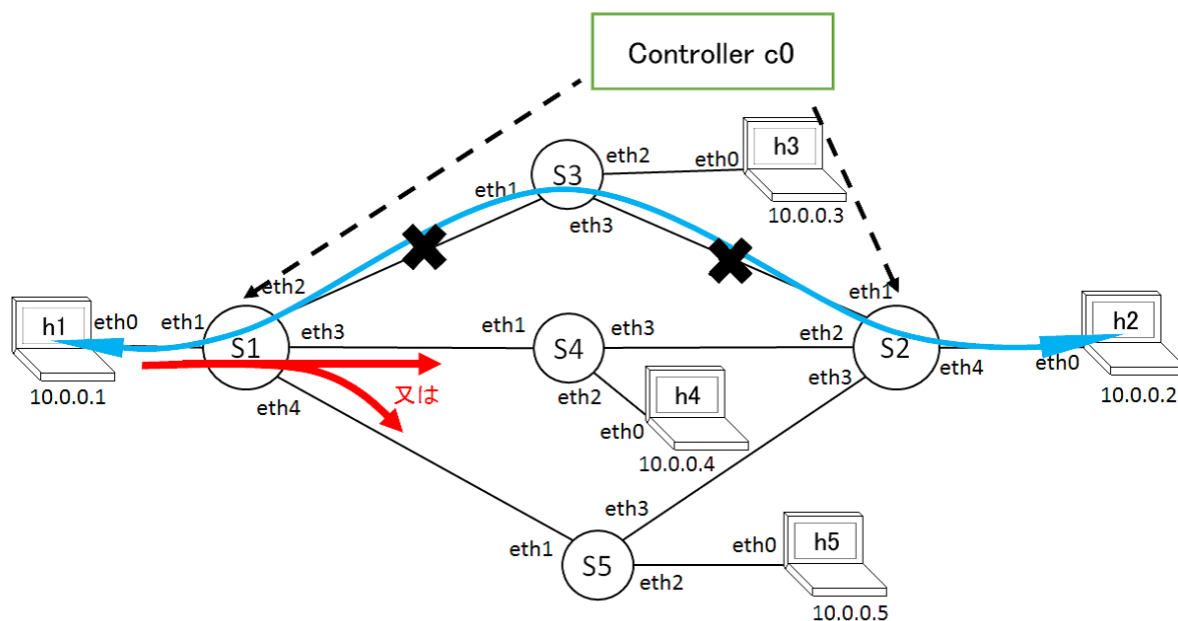 Controller c0
h3
eth2
eth0
S3
eth1
10.0.0.3
eth3
eth2
eth1
h1
eth0
eth1
eth3
eth1
eth3
eth2
h2
S1
S4
S2
10.0.0.1
eth4
又は
eth2
eth3
eth4
eth0
10.0.0.2
h4
eth0
10.0.0.4
eth3
eth1
S5
eth0
h5
eth2
10.0.0.5